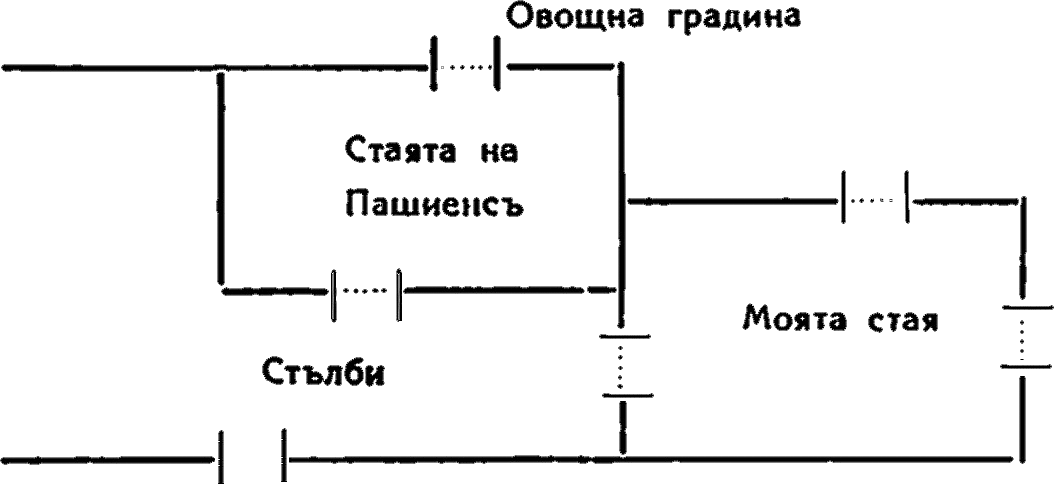 Овощна градина
Стаята на
Пашиенсъ
Моята стая
Стълби